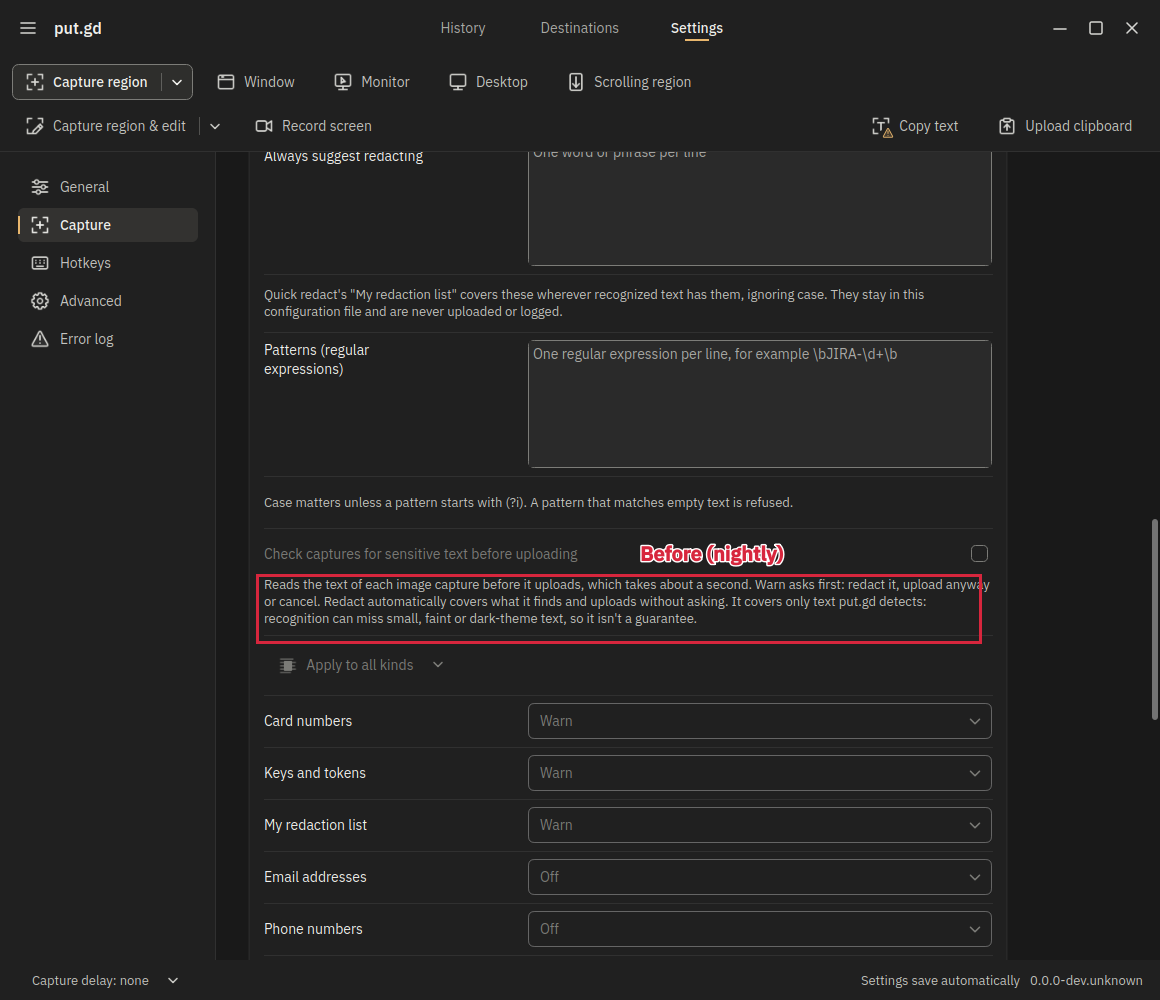 put.gd
History
Destinations
Settings
Capture region
Window
Monitor
Desktop
Scrolling region
Capture region & edit
Record screen
Copy text
Upload clipboard
General
Capture
Hotkeys
Advanced
Error log
Always suggest redacting
One word or phrase per line
Quick redact's "My redaction list" covers these wherever recognized text has them, ignoring case. They stay in this
configuration file and are never uploaded or logged.
Patterns (regular
expressions)
One regular expression per line, for example \bJIRA-\d+\b
Case matters unless a pattern starts with (?i). A pattern that matches empty text is refused.
Check captures for sensitive text before uploading
Before (nightly)
Reads the text of each image capture before it uploads, which takes about a second. Warn asks first: redact it, upload anyway
or cancel. Redact automatically covers what it finds and uploads without asking. It covers only text put.gd detects:
recognition can miss small, faint or dark-theme text, so it isn't a guarantee.
Apply to all kinds
Card numbers
Warn
Keys and tokens
Warn
My redaction list
Warn
Email addresses
Off
Phone numbers
Off
Capture delay: none
Settings save automatically
0.0.0-dev.unknown